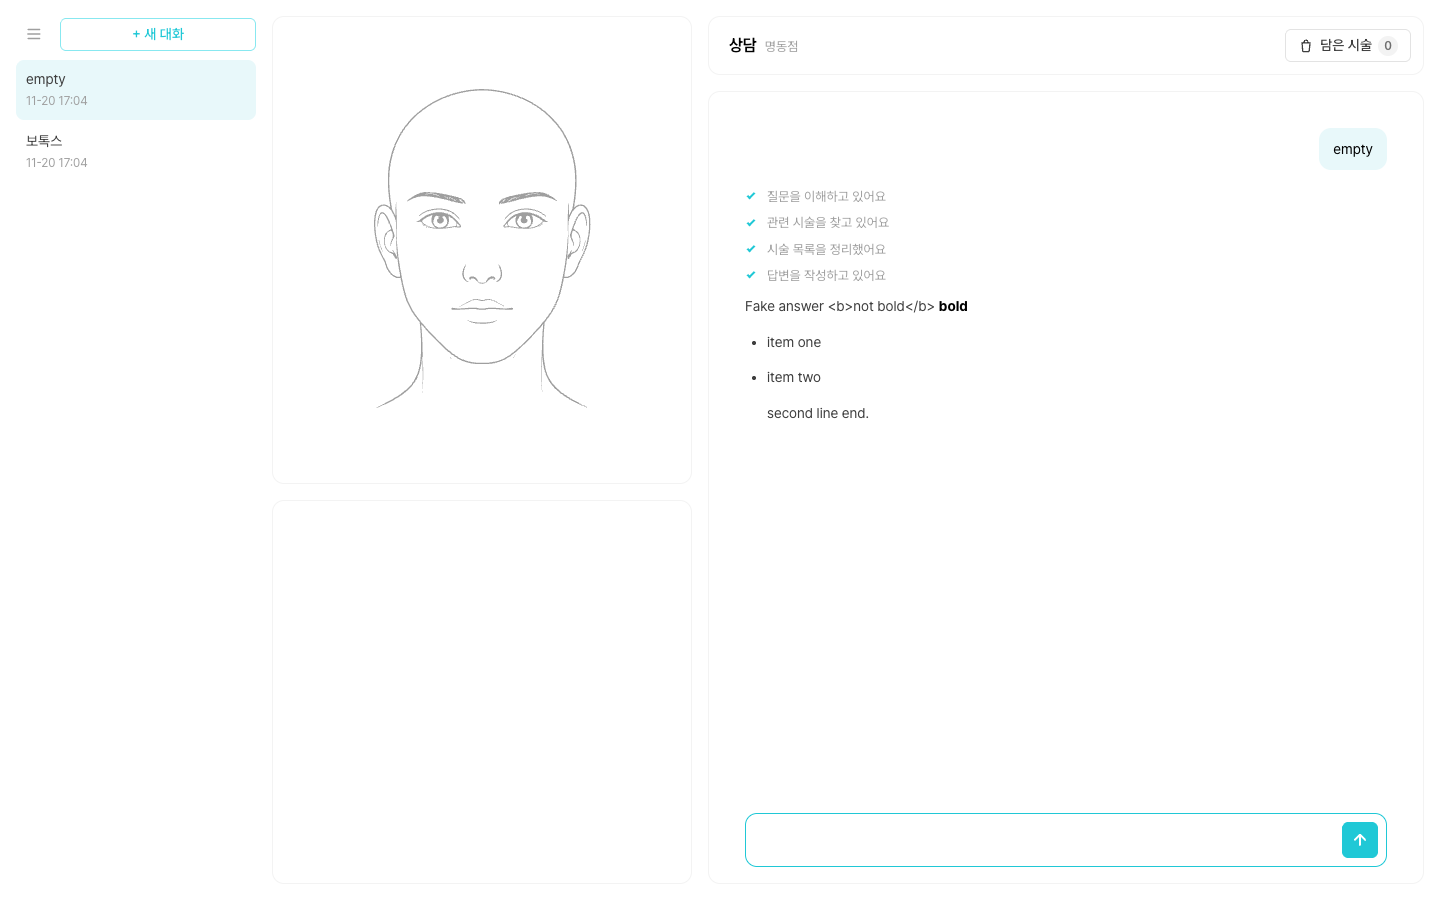 + 새 대화
empty
11-20 17:04
보톡스
11-20 17:04
상담 명동점
담은 시술 0
empty
질문을 이해하고 있어요
관련 시술을 찾고 있어요
시술 목록을 정리했어요
답변을 작성하고 있어요
Fake answer <b>not bold</b> bold
• item one
• item two
second line end.